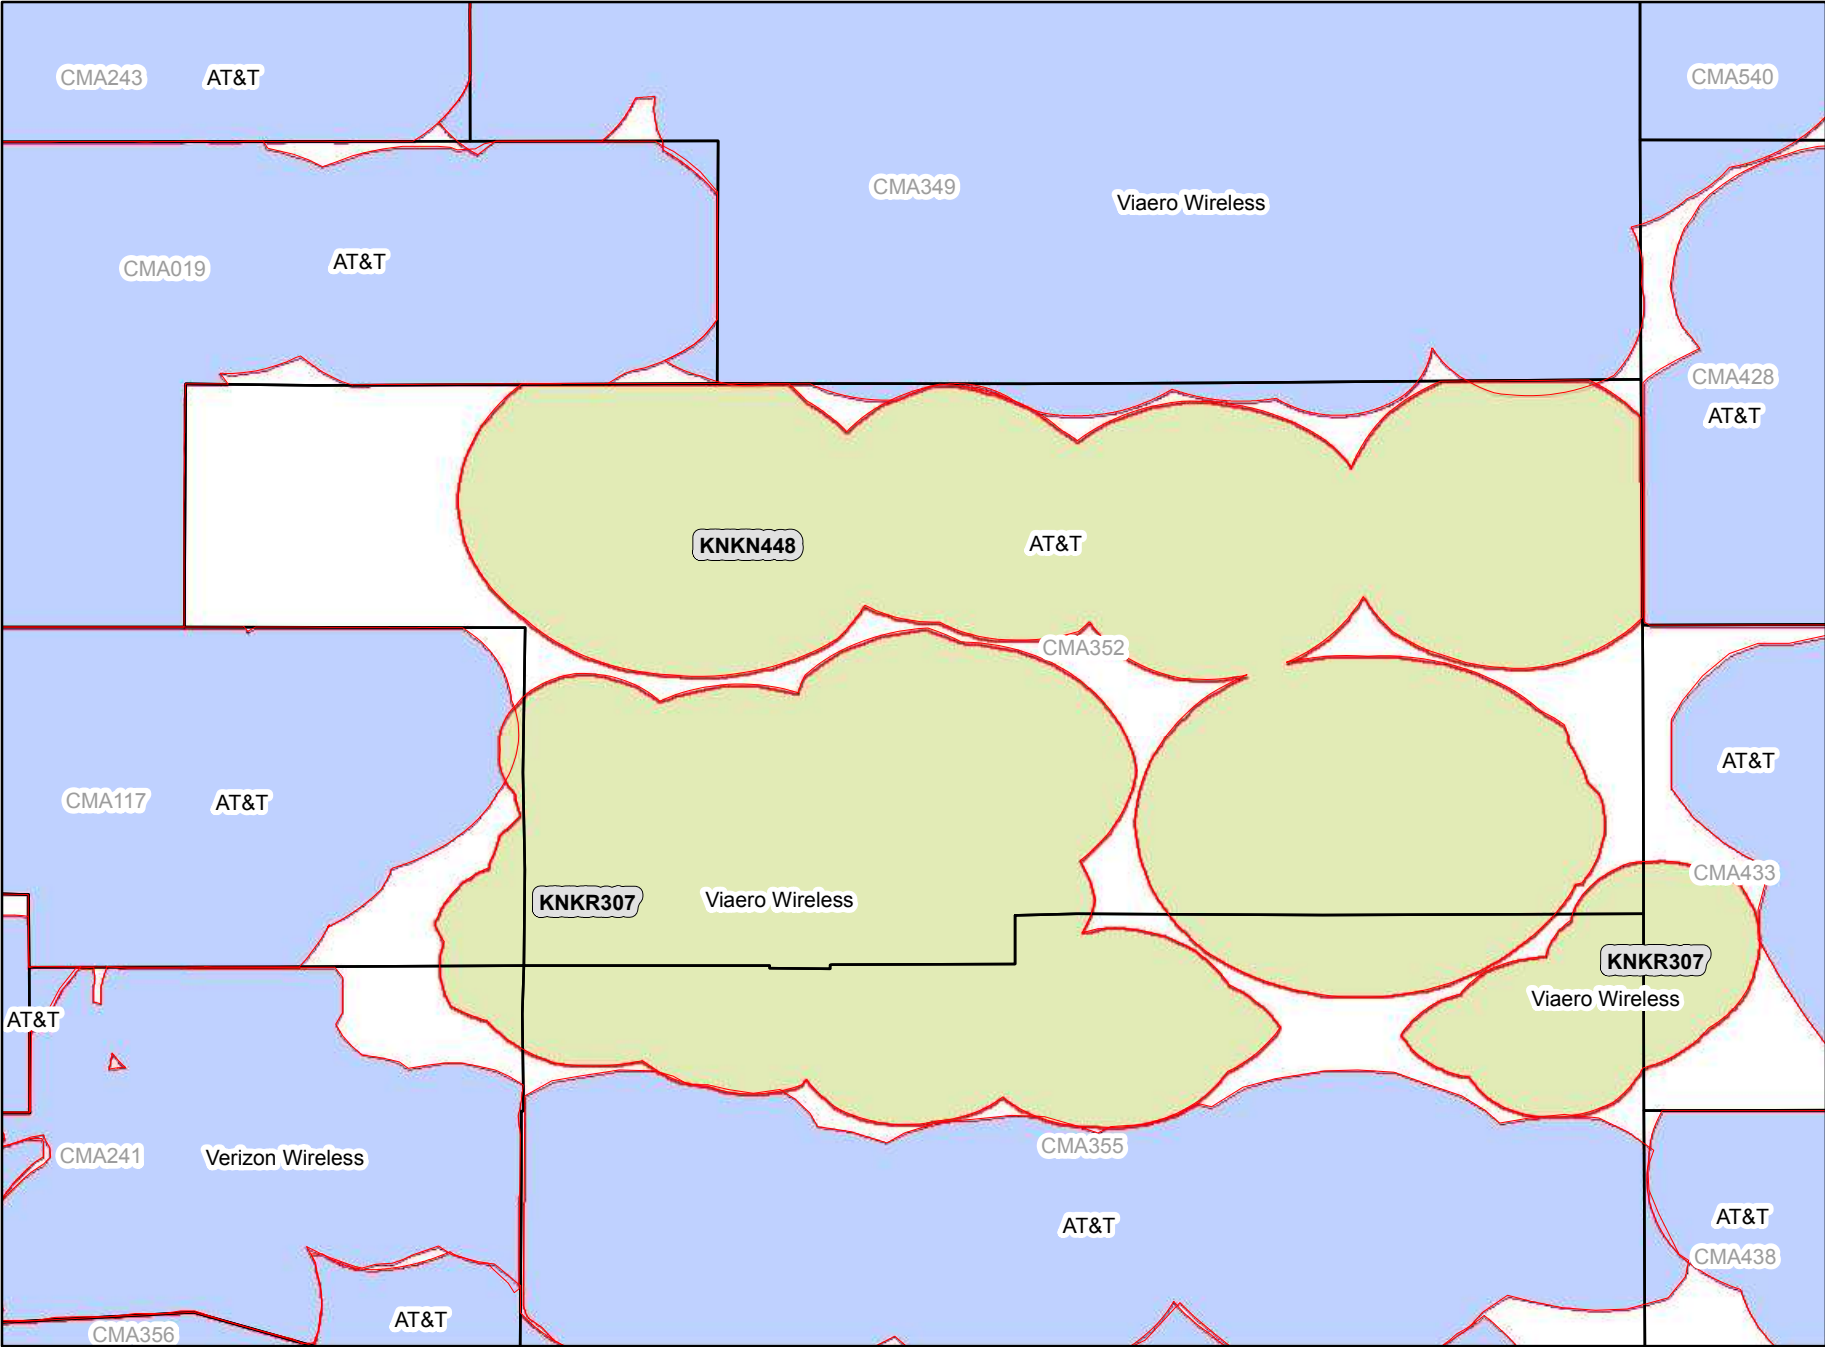 CMA243 AT&T
CMA540
CMA349
Viaero Wireless
CMA019
AT&T
CMA428
AT&T
KNKN448
AT&T
CMA352
AT&T
CMA117
AT&T
CMA433
KNKR307
Viaero Wireless
KNKR307
Viaero Wireless
AT&T
CMA241
Verizon Wireless
CMA355
AT&T
AT&T
CMA438
AT&T
CMA356